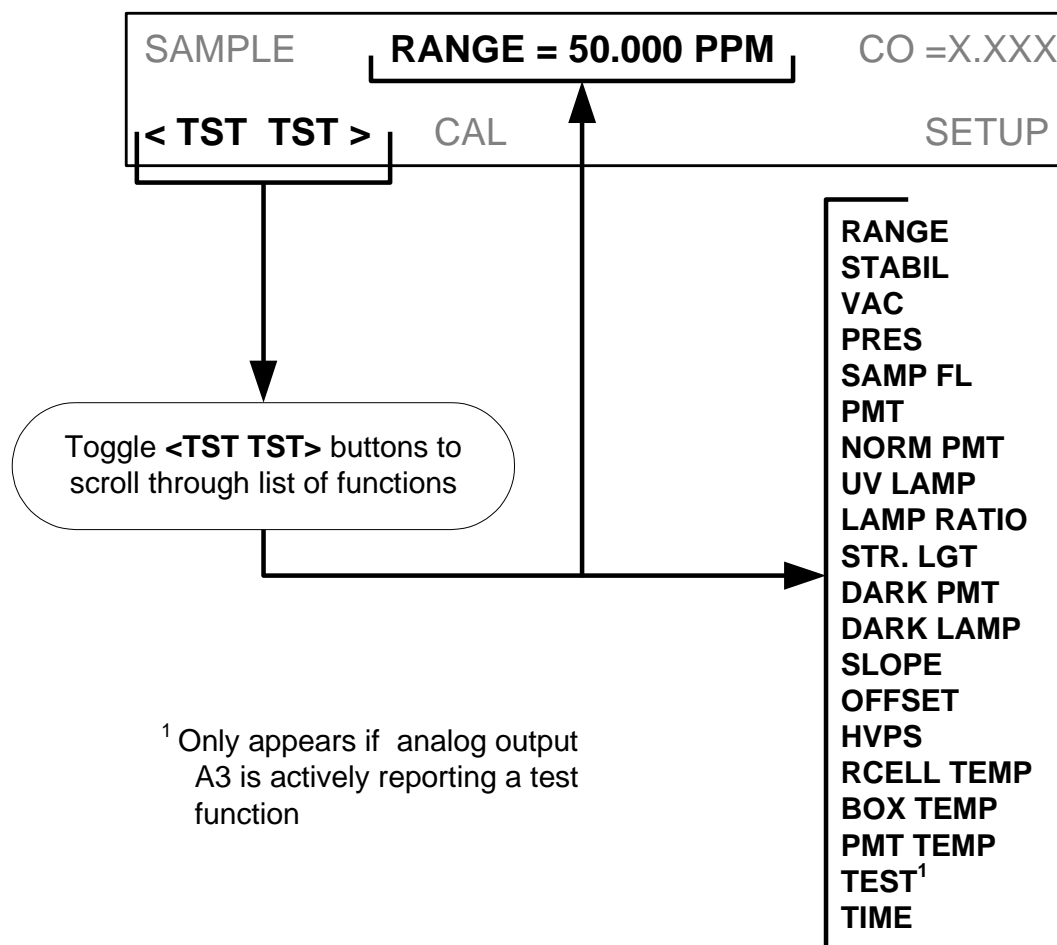 SAMPLE RANGE = 50.000 PPM CO =X.XXX
< TST TST > CAL SETUP
Toggle <TST TST> buttons to
scroll through list of functions
RANGE
STABIL
VAC
PRES
SAMP FL
PMT
NORM PMT
UV LAMP
LAMP RATIO
STR. LGT
DARK PMT
DARK LAMP
SLOPE
OFFSET
HVPS
RCELL TEMP
BOX TEMP
PMT TEMP
TEST¹
TIME
¹ Only appears if analog output
A3 is actively reporting a test
function